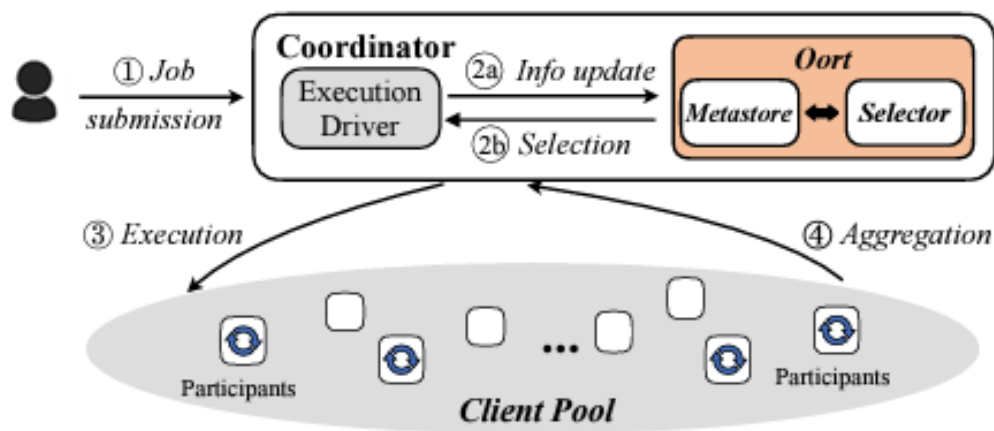 Coordinator
① Job
submission
Execution
Driver
2a Info update
2b Selection
Oort
Metastore
Selector
③ Execution
④ Aggregation
...
Participants
Participants
Client Pool